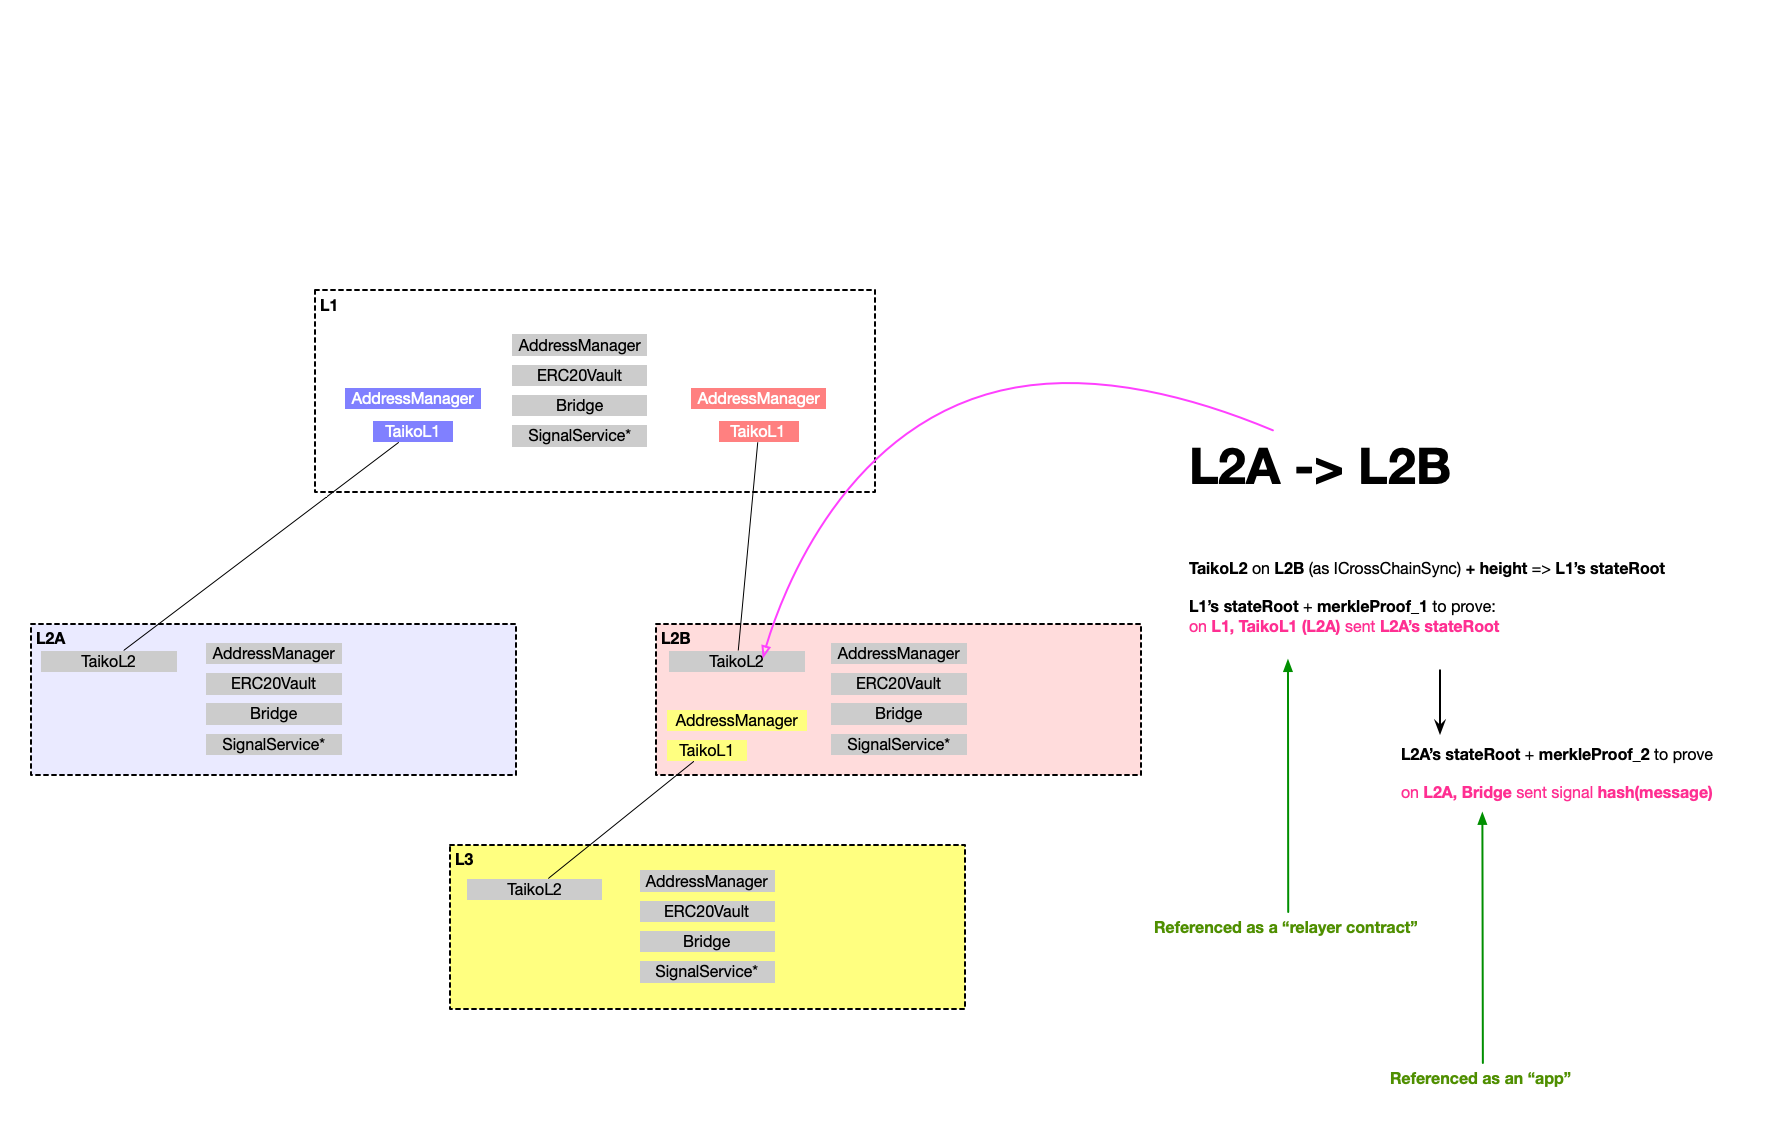 L1
AddressManager
ERC20Vault
Bridge
SignalService*
AddressManager
TaikoL1
AddressManager
TaikoL1
L2A
TaikoL2
AddressManager
ERC20Vault
Bridge
SignalService*
L2B
TaikoL2
AddressManager
TaikoL1
AddressManager
ERC20Vault
Bridge
SignalService*
L3
TaikoL2
AddressManager
ERC20Vault
Bridge
SignalService*
L2A -> L2B
TaikoL2 on L2B (as ICrossChainSync) + height => L1’s stateRoot
L1’s stateRoot + merkleProof_1 to prove:
on L1, TaikoL1 (L2A) sent L2A’s stateRoot
L2A’s stateRoot + merkleProof_2 to prove
on L2A, Bridge sent signal hash(message)
Referenced as a “relayer contract”
Referenced as an “app”